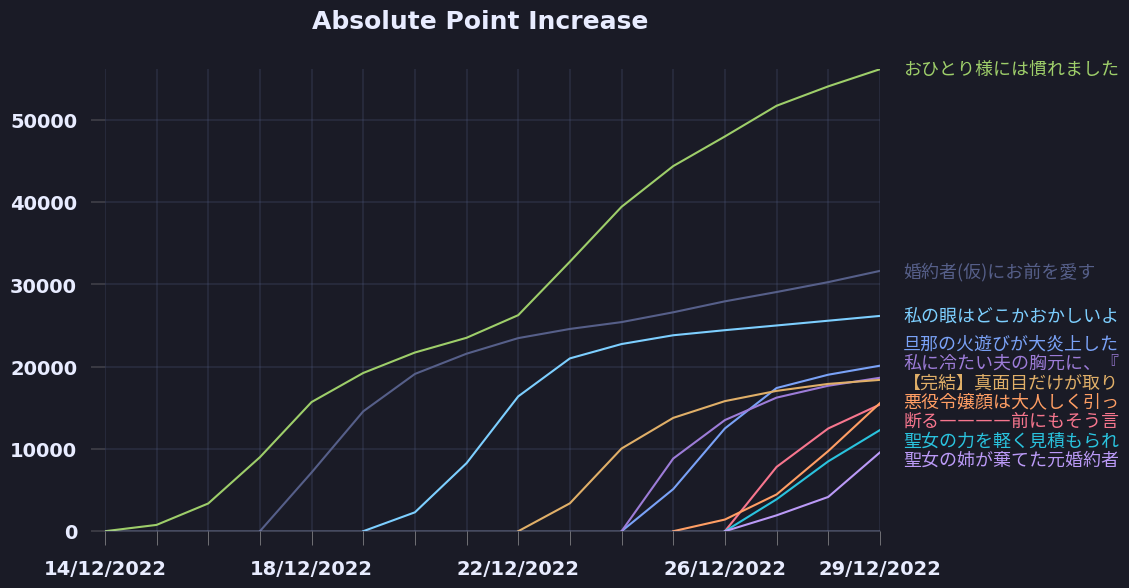 Absolute Point Increase
50000
40000
30000
20000
10000
0
14/12/2022
18/12/2022
22/12/2022
26/12/2022
29/12/2022
おひとり様には慣れました
婚約者(仮)にお前を愛す
私の眼はどこかおかしいよ
旦那の火遊びが大炎上した
私に冷たい夫の胸元に、『
【完結】真面目だけが取り
悪役令嬢顔は大人しく引っ
断る――――前にもそう言
聖女の力を軽く見積もられ
聖女の姉が棄てた元婚約者